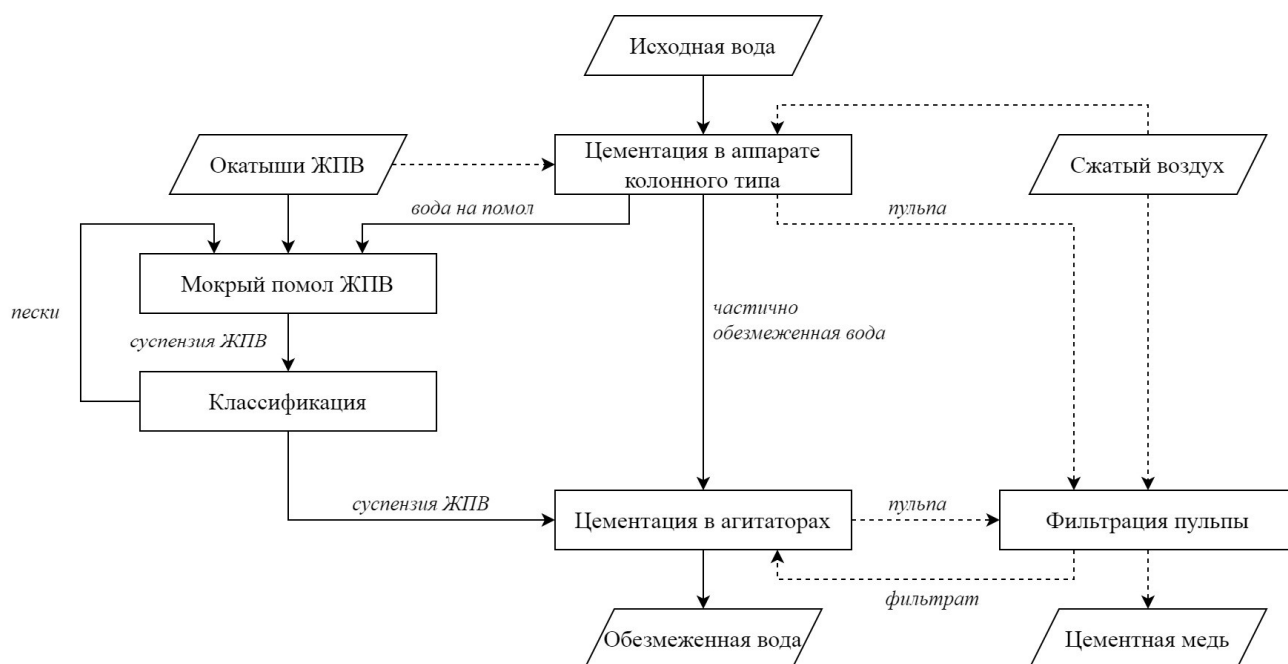 Исходная вода
Окатыши ЖПВ
Цементация в аппарате
колонного типа
Сжатый воздух
вода на помол
пульпа
Мокрый помол ЖПВ
пески
частично
обезмеженная вода
суспензия ЖПВ
Классификация
суспензия ЖПВ
Цементация в агитаторах
пульпа
Фильтрация пульпы
фильтрат
Обезмеженная вода
Цементная медь